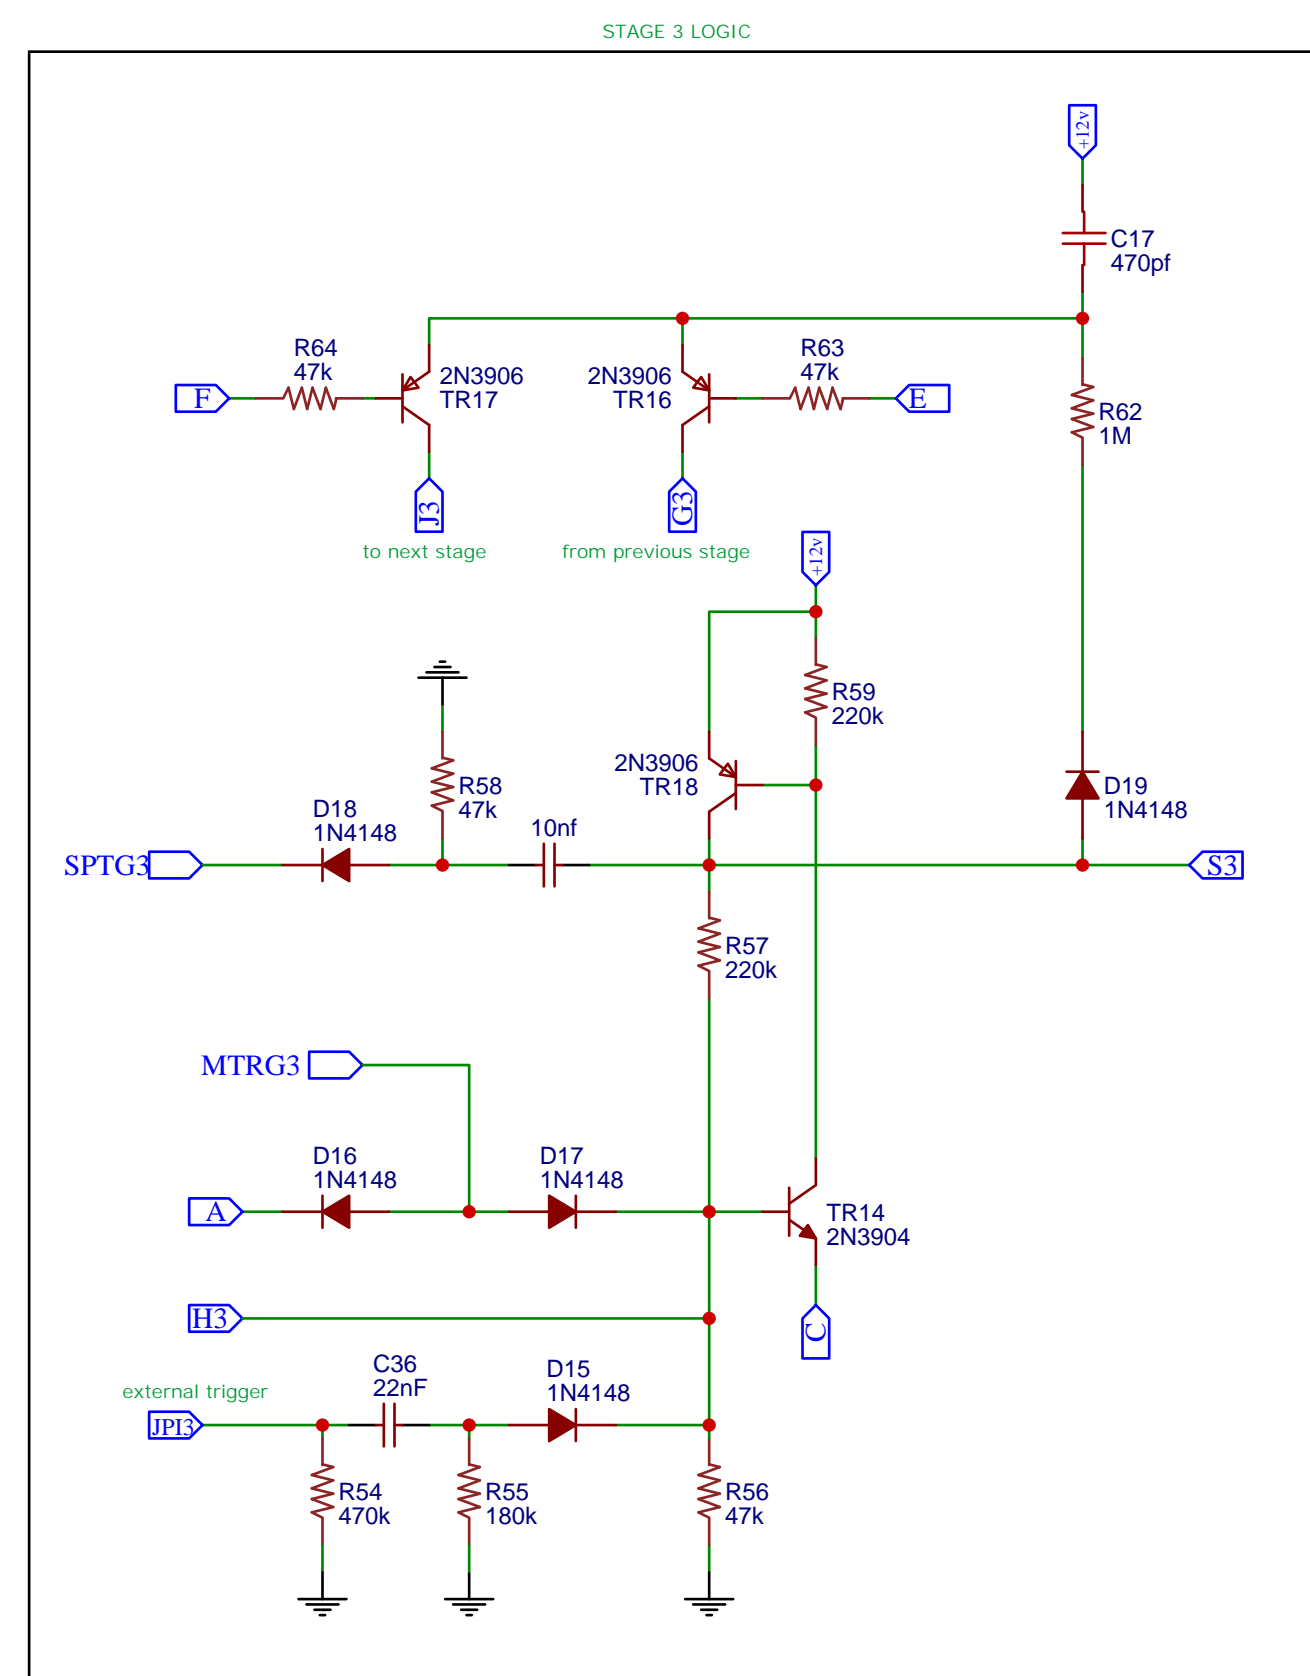 STAGE 3 LOGIC
+12v
C17
470pf
R64
47k
2N3906
TR17
2N3906
TR16
R63
47k
F
E
R62
1M
J3
G3
to next stage
from previous stage
+12v
R59
220k
2N3906
TR18
R58
47k
D19
1N4148
D18
1N4148
10nf
SPTG3
S3
R57
220k
MTRG3
D16
1N4148
D17
1N4148
A
TR14
2N3904
H3
C
C36
22nF
D15
1N4148
external trigger
JPI3
R54
470k
R55
180k
R56
47k